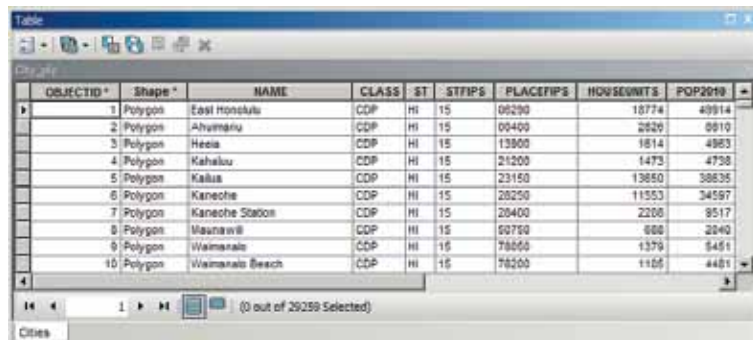 Table
City_ply
OBJECTID * Shape * NAME CLASS ST STFIPS PLACEFIPS HOUSEUNITS POP2010
1 Polygon East Honolulu CDP HI 15 06290 18774 49914
2 Polygon Ahuimanu CDP HI 15 00400 2826 8810
3 Polygon Heeia CDP HI 15 13900 1614 4963
4 Polygon Kahaluu CDP HI 15 21200 1473 4738
5 Polygon Kailua CDP HI 15 23150 13650 38635
6 Polygon Kaneohe CDP HI 15 28250 11553 34597
7 Polygon Kaneohe Station CDP HI 15 28400 2208 9517
8 Polygon Maunawili CDP HI 15 50750 688 2040
9 Polygon Waimanalo CDP HI 15 78050 1379 5451
10 Polygon Waimanalo Beach CDP HI 15 78200 1105 4481
1 (0 out of 29259 Selected)
Cities